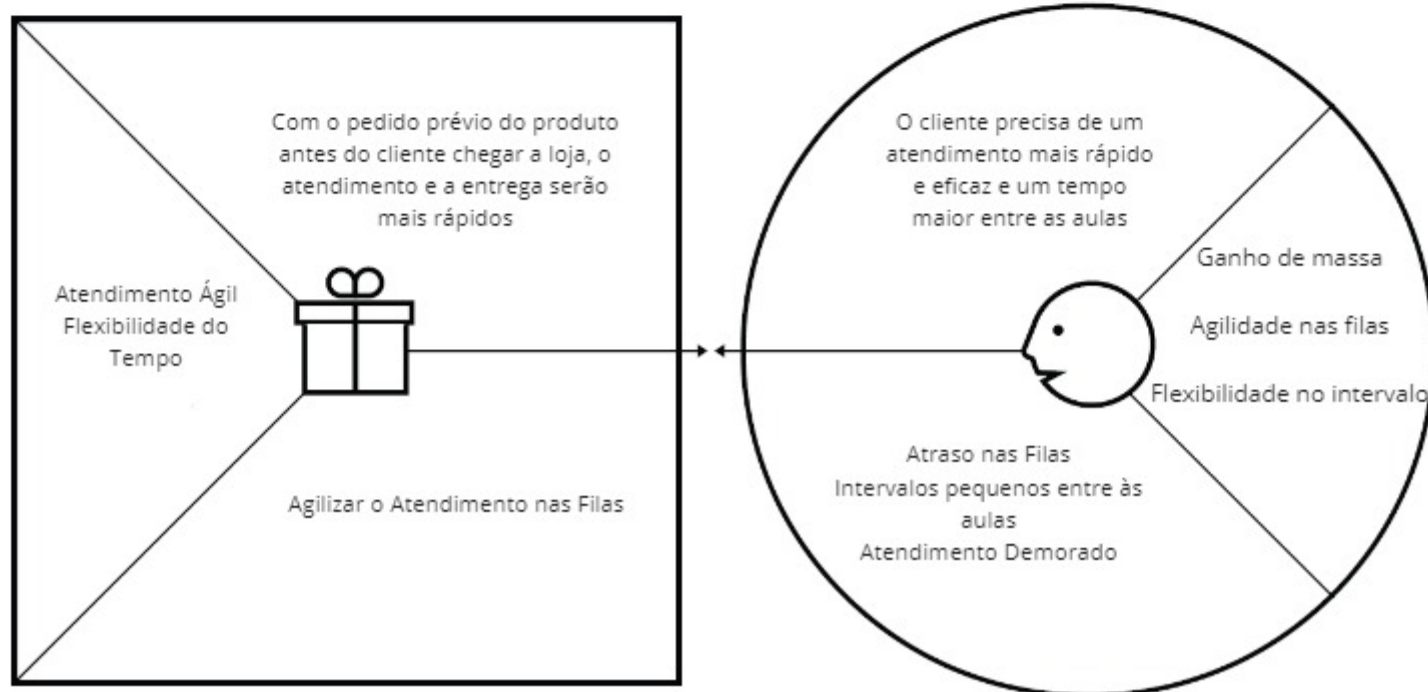 Com o pedido prévio do produto
antes do cliente chegar a loja, o
atendimento e a entrega serão
mais rápidos
Atendimento Ágil
Flexibilidade do
Tempo
Agilizar o Atendimento nas Filas
O cliente precisa de um
atendimento mais rápido
e eficaz e um tempo
maior entre as aulas
Ganho de massa
Agilidade nas filas
Flexibilidade no intervalo
Atraso nas Filas
Intervalos pequenos entre às
aulas
Atendimento Demorado